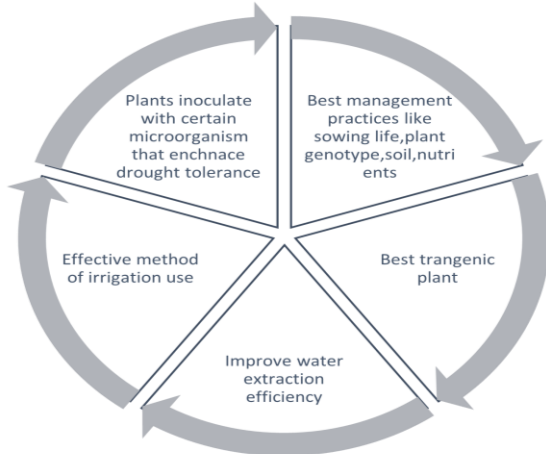 Plants inoculate
with certain
microorganism
that enchnace
drought tolerance
Best management
practices like
sowing life,plant
genotype,soil,nutri
ents
Best trangenic
plant
Improve water
extraction
efficiency
Effective method
of irrigation use